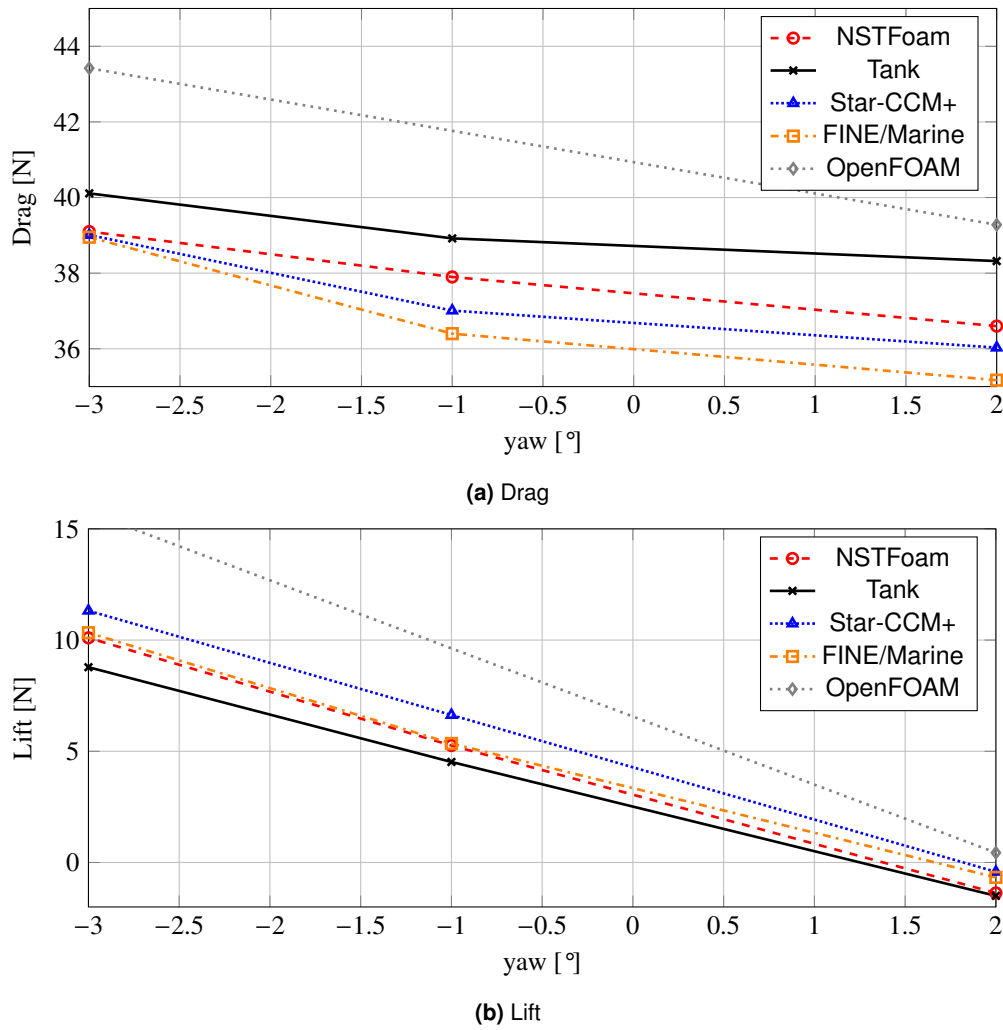 44
42
40
38
36
Drag [N]
NSTFoam
Tank
Star-CCM+
FINE/Marine
OpenFOAM
−3 −2.5 −2 −1.5 −1 −0.5 0 0.5 1 1.5 2
yaw [°]
(a) Drag
15
10
5
0
Lift [N]
NSTFoam
Tank
Star-CCM+
FINE/Marine
OpenFOAM
−3 −2.5 −2 −1.5 −1 −0.5 0 0.5 1 1.5 2
yaw [°]
(b) Lift